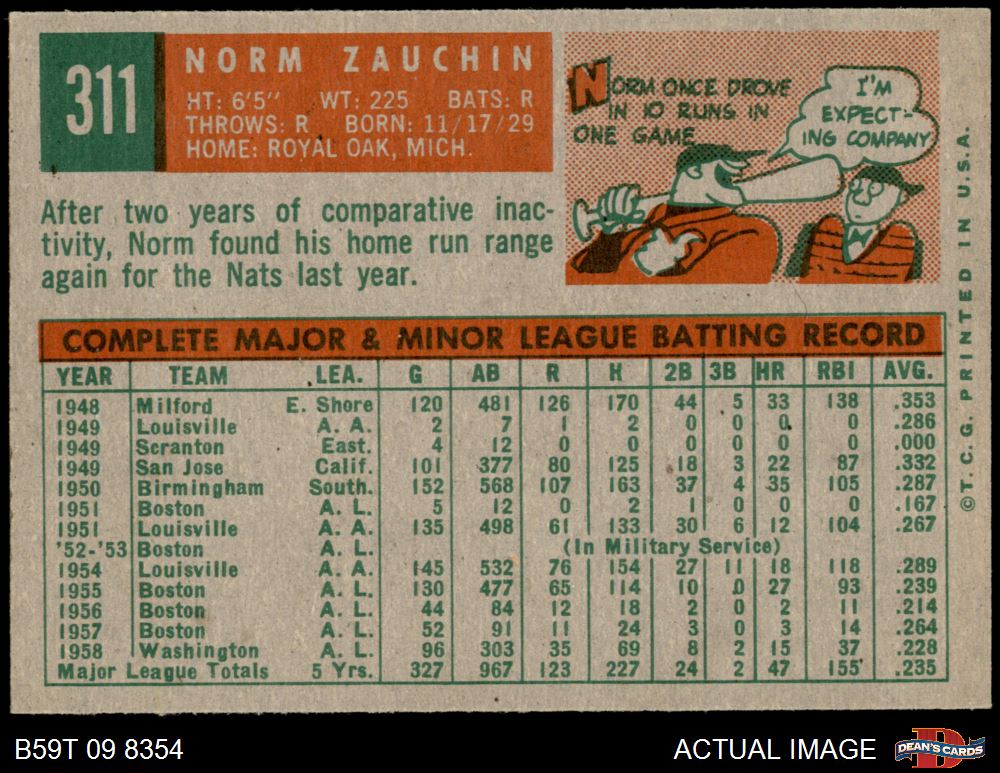 311
NORM ZAUCHIN
HT: 6'5" WT: 225 BATS: R
THROWS: R BORN: 11/17/29
HOME: ROYAL OAK, MICH.
NORM ONCE DROVE
IN 10 RUNS IN
ONE GAME
I'M
EXPECT-
ING COMPANY
After two years of comparative inac-
tivity, Norm found his home run range
again for the Nats last year.
COMPLETE MAJOR & MINOR LEAGUE BATTING RECORD
YEAR TEAM LEA. G AB R H 2B 3B HR RBI AVG.
1948 Milford E. Shore 120 481 126 170 44 5 33 138 .353
1949 Louisville A. A. 2 7 1 2 0 0 0 0 .286
1949 Scranton East. 4 12 0 0 0 0 0 0 .000
1949 San Jose Calif. 101 377 80 125 18 3 22 87 .332
1950 Birmingham South. 152 568 107 163 37 4 35 105 .287
1951 Boston A. L. 5 12 0 2 1 0 0 0 .167
1951 Louisville A. A. 135 498 61 133 30 6 12 104 .267
'52-'53 Boston A. L. (In Military Service)
1954 Louisville A. A. 145 532 76 154 27 11 18 118 .289
1955 Boston A. L. 130 477 65 114 10 0 27 93 .239
1956 Boston A. L. 44 84 12 18 2 0 2 11 .214
1957 Boston A. L. 52 91 11 24 3 0 3 14 .264
1958 Washington A. L. 96 303 35 69 8 2 15 37 .228
Major League Totals 5 Yrs. 327 967 123 227 24 2 47 155 .235
©T.C.G. PRINTED IN U.S.A.
B59T 09 8354
ACTUAL IMAGE
D
DEAN'S CARDS